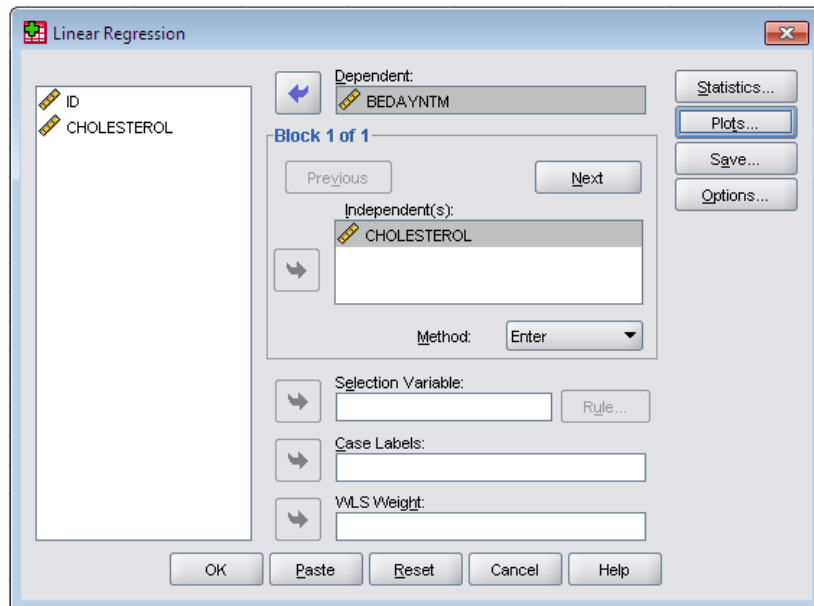 Linear Regression
ID
CHOLESTEROL
Dependent:
BEDAYNTM
Block 1 of 1
Previous
Next
Independent(s):
CHOLESTEROL
Method:
Enter
Selection Variable:
Rule...
Case Labels:
WLS Weight:
Statistics...
Plots...
Save...
Options...
OK
Paste
Reset
Cancel
Help